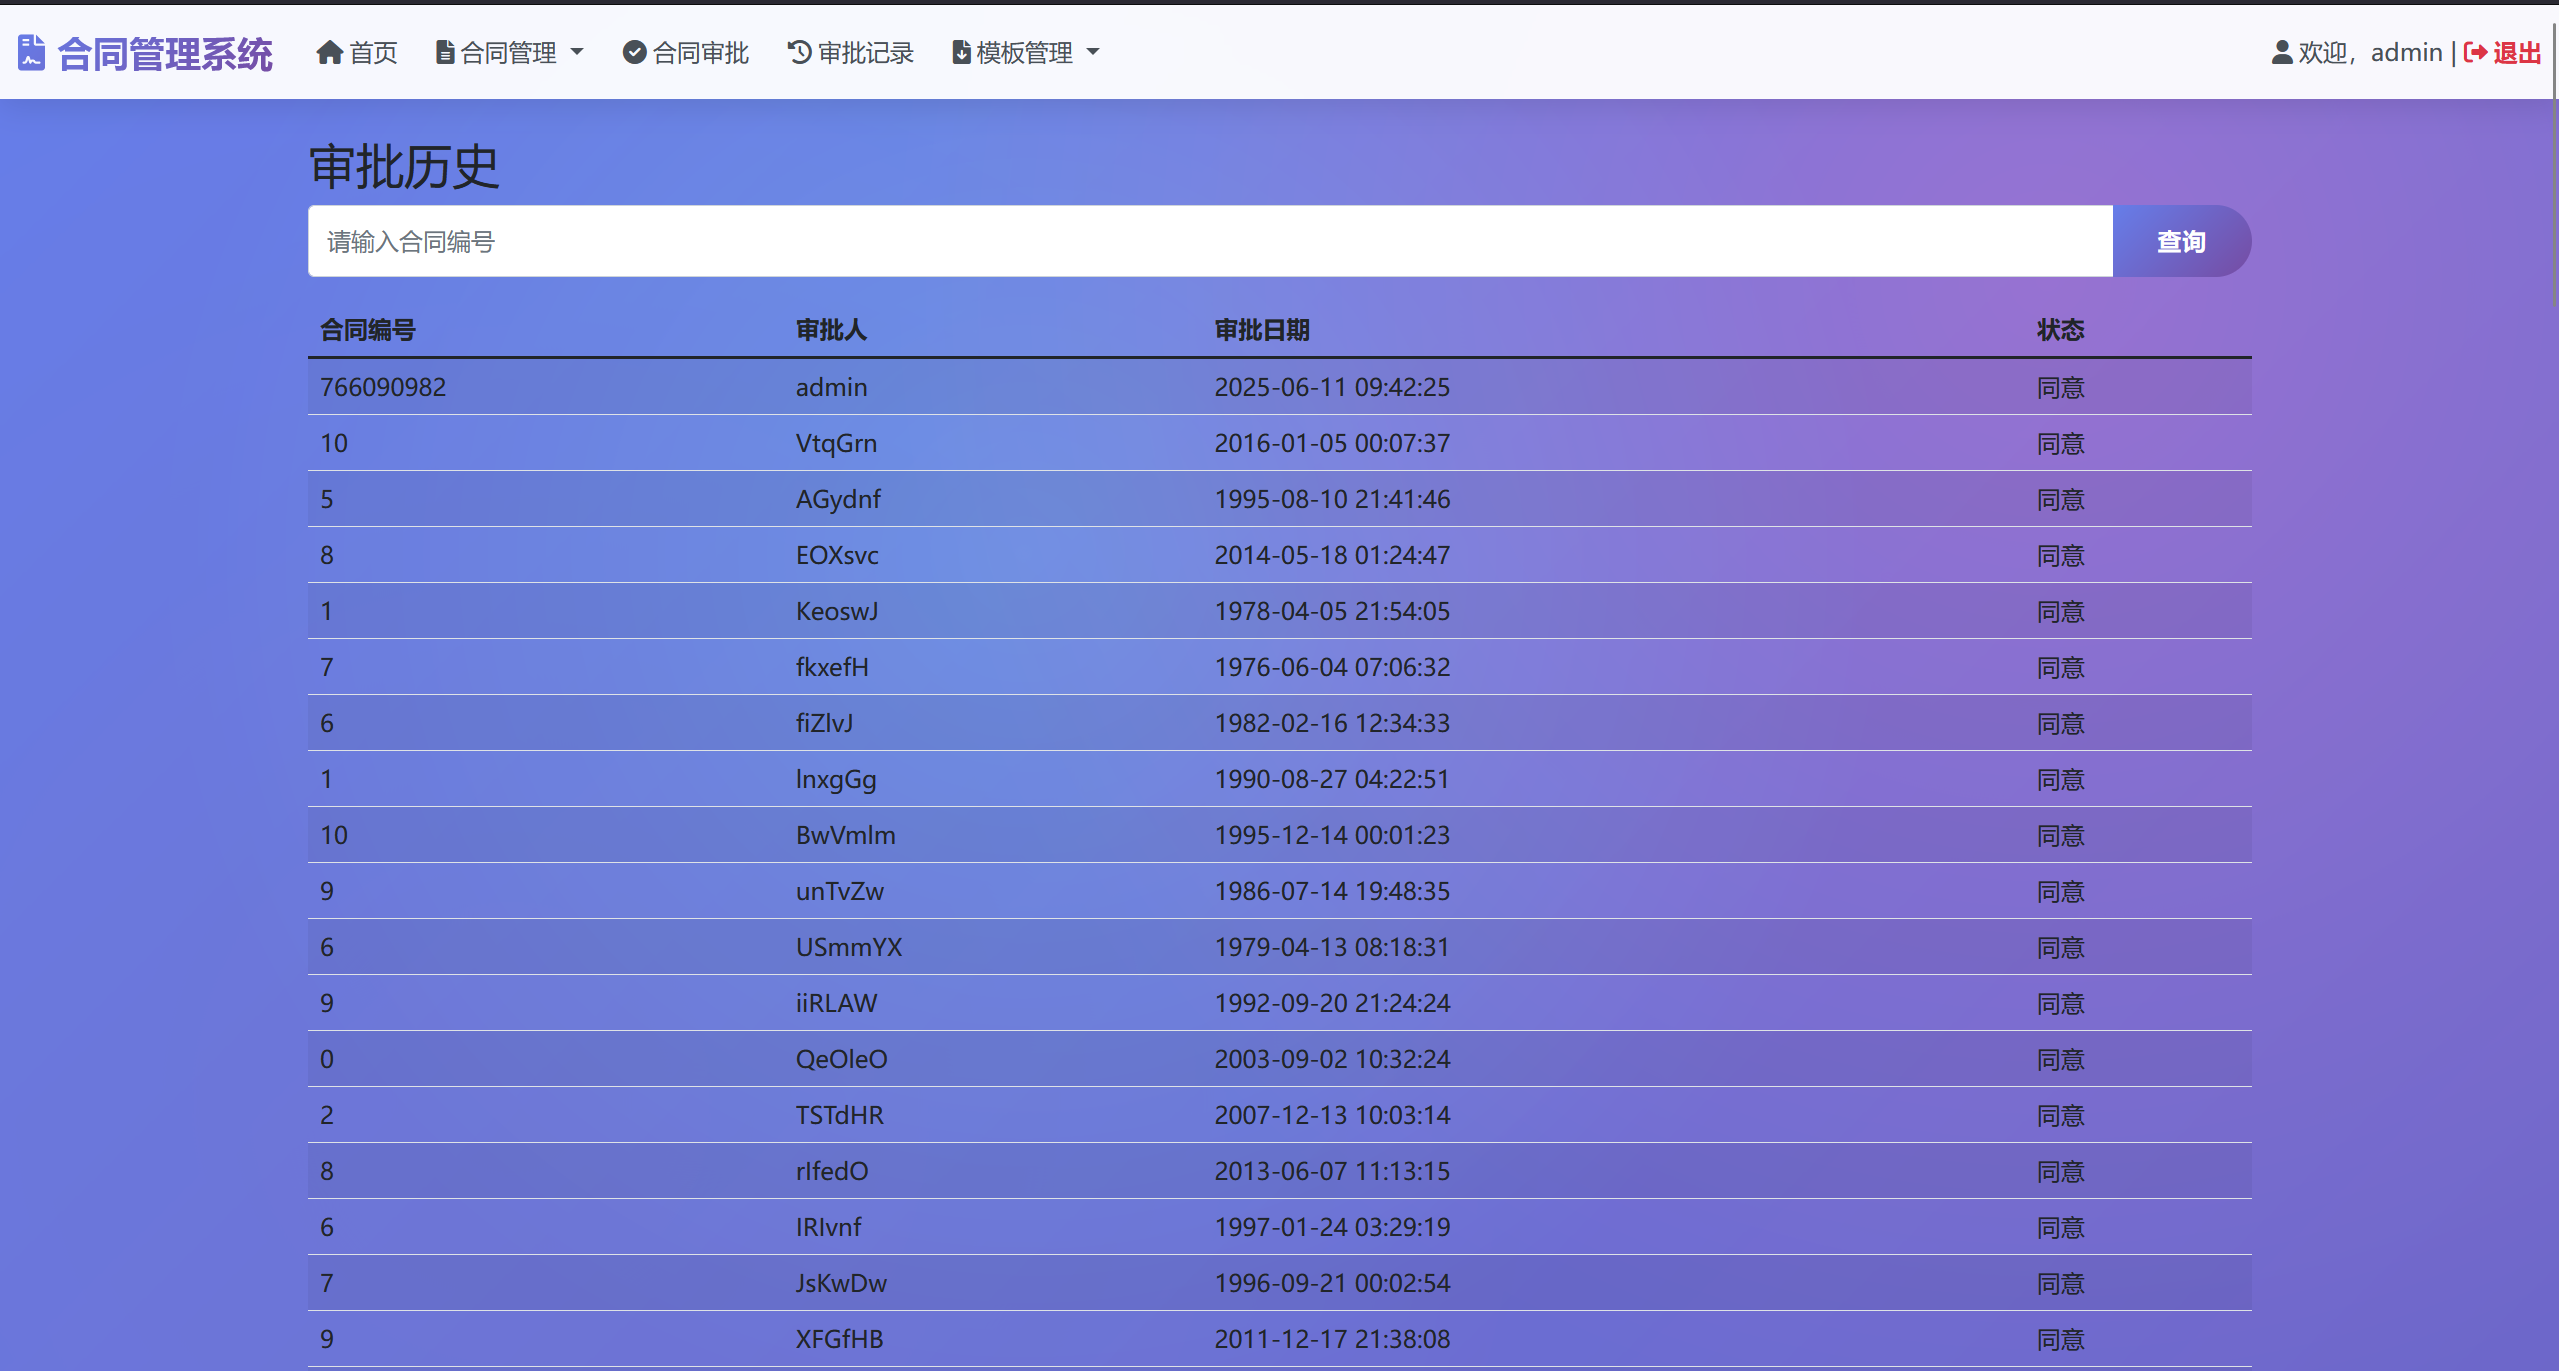 合同管理系统 首页 合同管理 合同审批 审批记录 模板管理 欢迎，admin | 退出
审批历史
请输入合同编号 查询
合同编号 审批人 审批日期 状态
766090982 admin 2025-06-11 09:42:25 同意
10 VtqGrn 2016-01-05 00:07:37 同意
5 AGydnf 1995-08-10 21:41:46 同意
8 EOXsvc 2014-05-18 01:24:47 同意
1 KeoswJ 1978-04-05 21:54:05 同意
7 fkxefH 1976-06-04 07:06:32 同意
6 fiZlvJ 1982-02-16 12:34:33 同意
1 lnxgGg 1990-08-27 04:22:51 同意
10 BwVmlm 1995-12-14 00:01:23 同意
9 unTvZw 1986-07-14 19:48:35 同意
6 USmmYX 1979-04-13 08:18:31 同意
9 iiRLAW 1992-09-20 21:24:24 同意
0 QeOleO 2003-09-02 10:32:24 同意
2 TSTdHR 2007-12-13 10:03:14 同意
8 rIfedO 2013-06-07 11:13:15 同意
6 IRIvnf 1997-01-24 03:29:19 同意
7 JsKwDw 1996-09-21 00:02:54 同意
9 XFGfHB 2011-12-17 21:38:08 同意